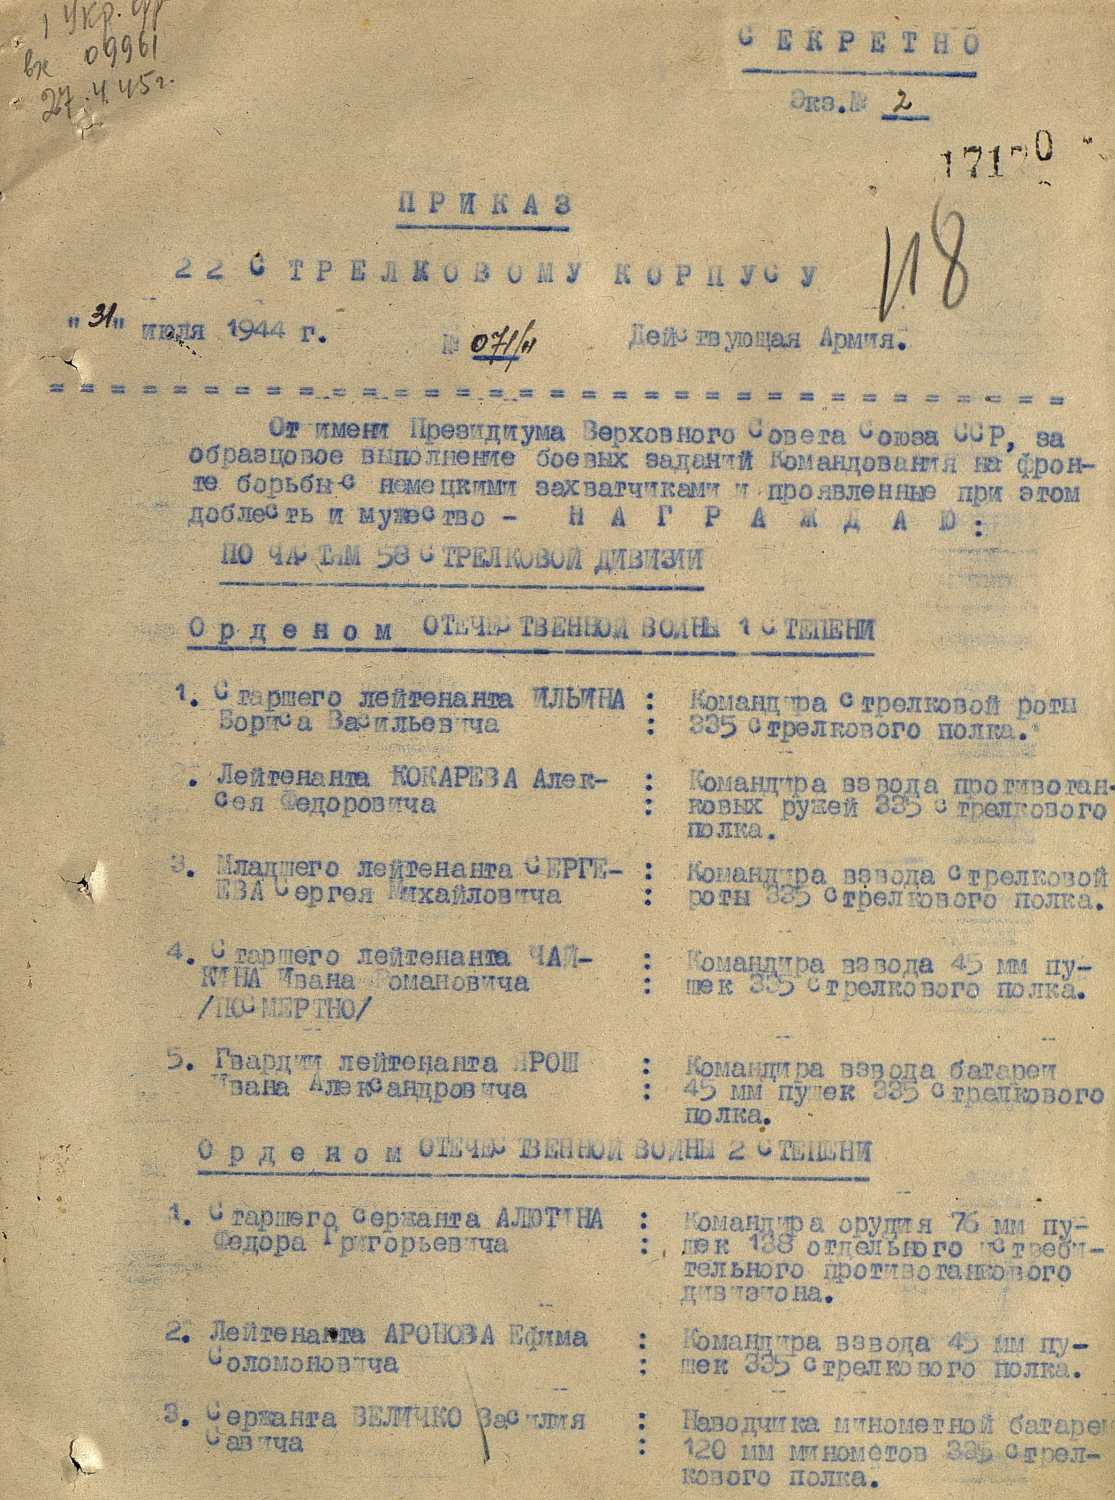 1 Укр. фр
вх 09961
27.4.45г.
СЕКРЕТНО
Экз.№ 2
17120
118
ПРИКАЗ
22 СТРЕЛКОВОМУ КОРПУСУ
"31" июля 1944 г. № 071/н Действующая Армия.
От имени Президиума Верховного Совета Союза ССР, за
образцовое выполнение боевых заданий Командования на фрон-
те борьбы с немецкими захватчиками и проявленные при этом
доблесть и мужество - НАГРАЖДАЮ:
ПО ЧАСТЯМ 58 СТРЕЛКОВОЙ ДИВИЗИИ
Орденом ОТЕЧЕСТВЕННОЙ ВОЙНЫ 1 СТЕПЕНИ
1. Старшего лейтенанта ИЛЬИНА : Командира стрелковой роты
Бориса Васильевича : 335 стрелкового полка.
. Лейтенанта КОКАРЕВА Алек- : Командира взвода противотан-
сея Федоровича : ковых ружей 335 стрелкового
полка.
3. Младшего лейтенанта СЕРГЕ- : Командира взвода стрелковой
ЕВА Сергея Михайловича : роты 335 стрелкового полка.
4. Старшего лейтенанта ЧАЙ- : Командира взвода 45 мм пу-
КИНА Ивана Романовича : шек 335 стрелкового полка.
/ПОСМЕРТНО/
5. Гвардии лейтенанта ЯРОШ : Командира взвода батареи
Ивана Александровича : 45 мм пушек 335 стрелкового
полка.
Орденом ОТЕЧЕСТВЕННОЙ ВОЙНЫ 2 СТЕПЕНИ
1. Старшего сержанта АЛЮТИНА : Командира орудия 76 мм пу-
Федора Григорьевича : шек 138 отдельного истреби-
тельного противотанкового
дивизиона.
2. Лейтенанта АРОНОВА Ефима : Командира взвода 45 мм пу-
Соломоновича : шек 335 стрелкового полка.
3. Сержанта ВЕЛИЧКО Василия : Наводчика минометной батареи
Савича : 120 мм минометов 335 стрел-
кового полка.